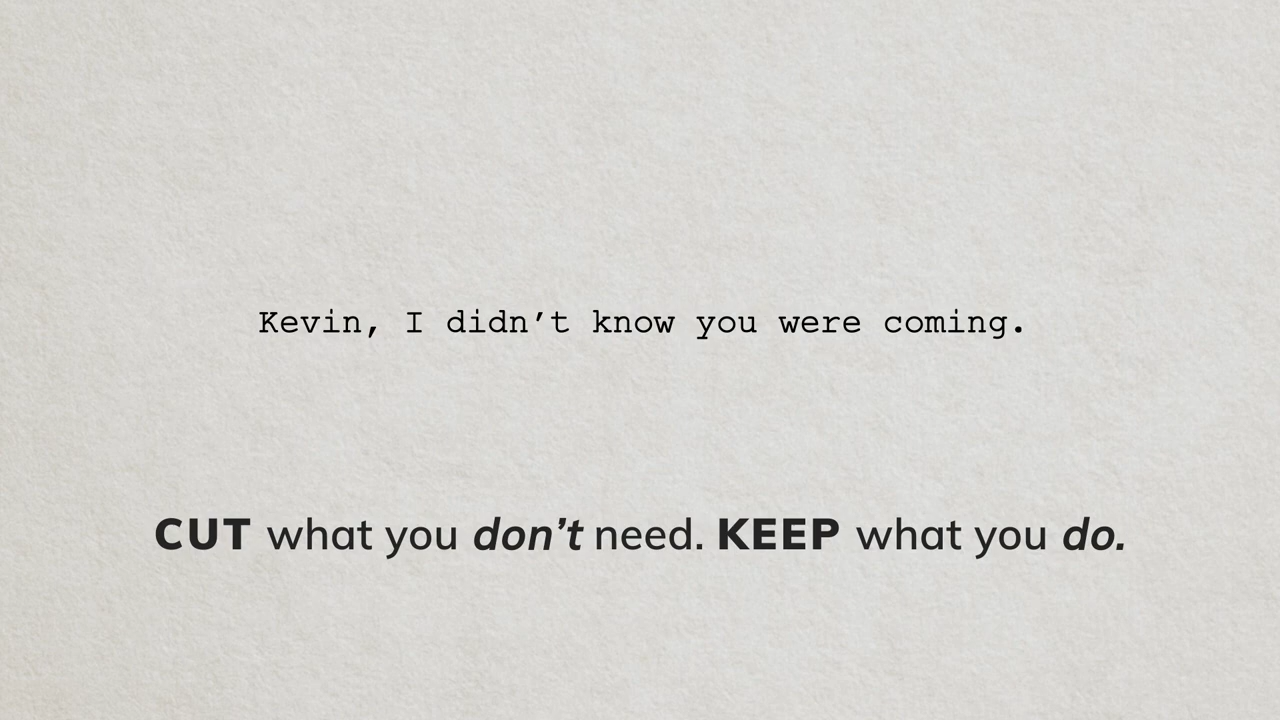 Kevin, I didn’t know you were coming.
CUT what you don’t need. KEEP what you do.